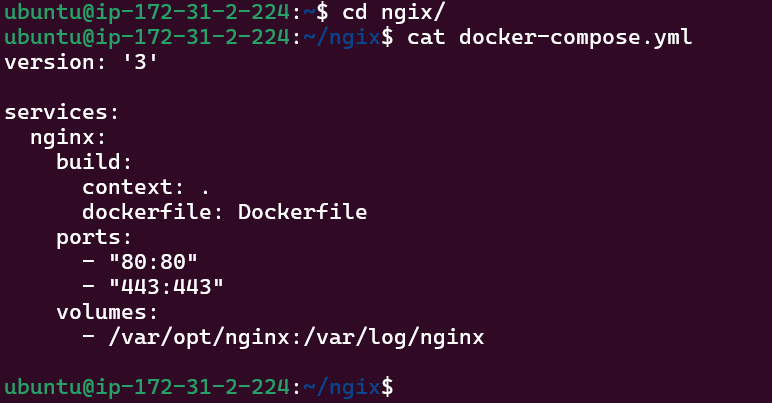 ubuntu@ip-172-31-2-224:~$ cd ngix/
ubuntu@ip-172-31-2-224:~/ngix$ cat docker-compose.yml
version: '3'

services:
  nginx:
    build:
      context: .
      dockerfile: Dockerfile
    ports:
      - "80:80"
      - "443:443"
    volumes:
      - /var/opt/nginx:/var/log/nginx

ubuntu@ip-172-31-2-224:~/ngix$